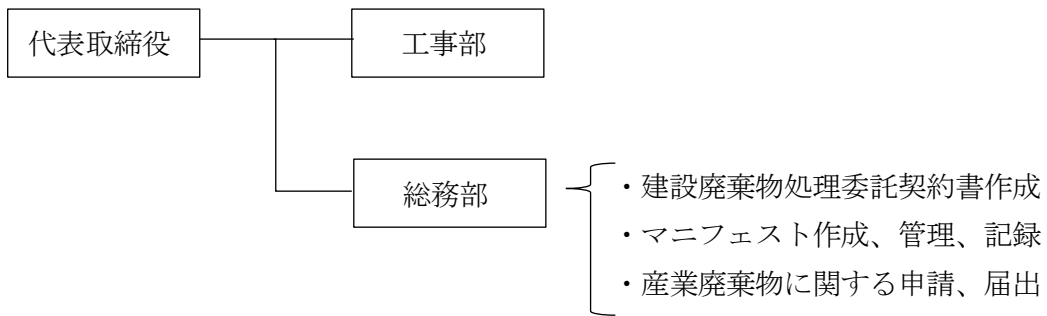 代表取締役
工事部
総務部
・建設廃棄物処理委託契約書作成
・マニフェスト作成、管理、記録
・産業廃棄物に関する申請、届出